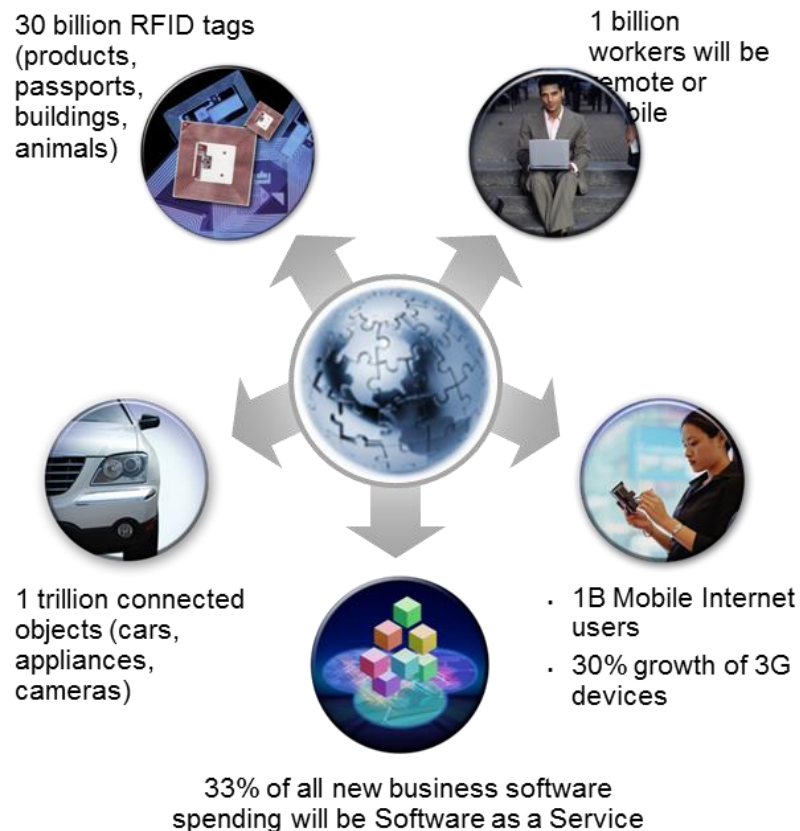 30 billion RFID tags
(products,
passports,
buildings,
animals)
1 billion
workers will be
remote or
mobile
1 trillion connected
objects (cars,
appliances,
cameras)
· 1B Mobile Internet
users
· 30% growth of 3G
devices
33% of all new business software
spending will be Software as a Service